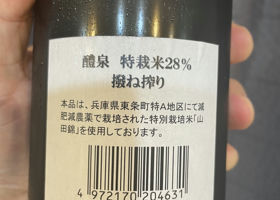 醴泉 特栽米28%
撥ね搾り
本品は、兵庫県東条町特A地区にて減
肥減農薬で栽培された特別栽培米「山
田錦」を使用しております。
4 972170 204631